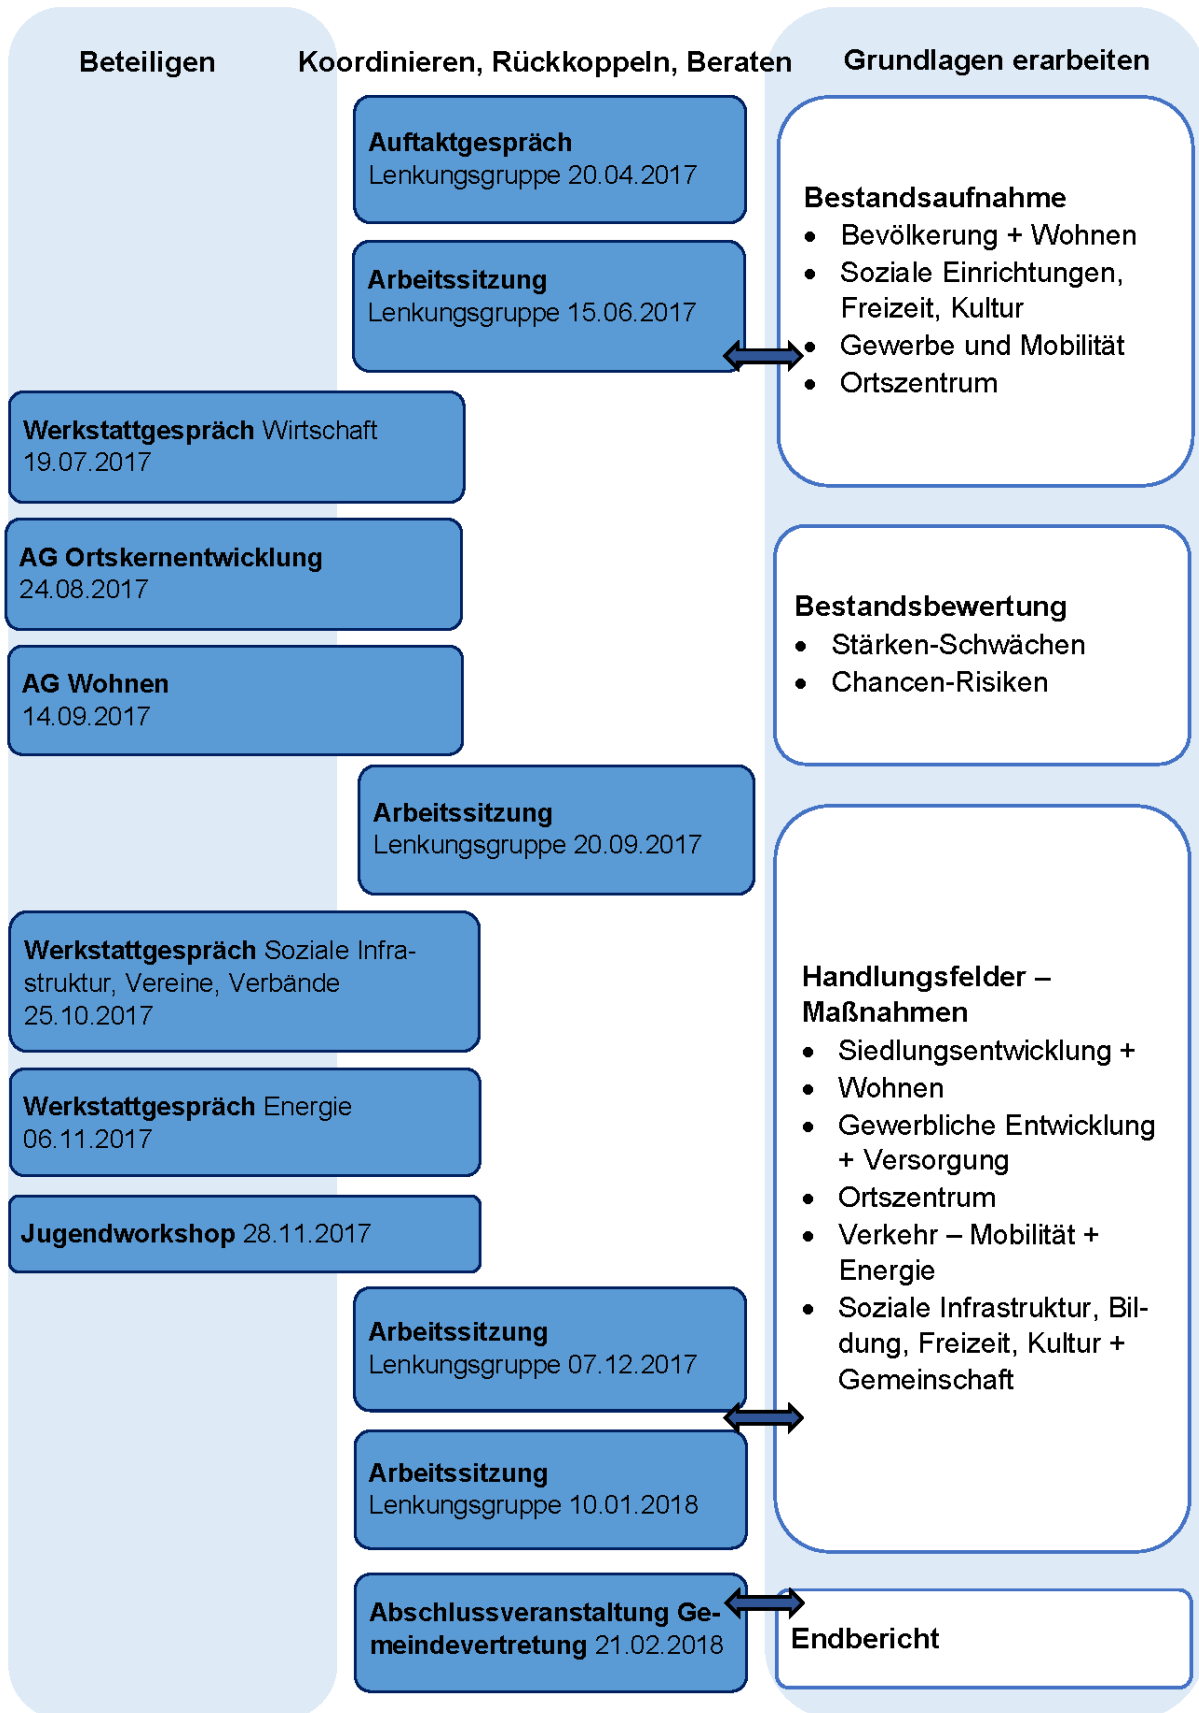 Beteiligen
Koordinieren, Rückkoppeln, Beraten
Grundlagen erarbeiten
Auftaktgespräch
Lenkungsgruppe 20.04.2017
Arbeitssitzung
Lenkungsgruppe 15.06.2017
Werkstattgespräch Wirtschaft
19.07.2017
AG Ortskernentwicklung
24.08.2017
AG Wohnen
14.09.2017
Arbeitssitzung
Lenkungsgruppe 20.09.2017
Werkstattgespräch Soziale Infra-
struktur, Vereine, Verbände
25.10.2017
Werkstattgespräch Energie
06.11.2017
Jugendworkshop 28.11.2017
Arbeitssitzung
Lenkungsgruppe 07.12.2017
Arbeitssitzung
Lenkungsgruppe 10.01.2018
Abschlussveranstaltung Ge-
meindevertretung 21.02.2018
Bestandsaufnahme
• Bevölkerung + Wohnen
• Soziale Einrichtungen,
Freizeit, Kultur
• Gewerbe und Mobilität
• Ortszentrum
Bestandsbewertung
• Stärken-Schwächen
• Chancen-Risiken
Handlungsfelder –
Maßnahmen
• Siedlungsentwicklung +
• Wohnen
• Gewerbliche Entwicklung
+ Versorgung
• Ortszentrum
• Verkehr – Mobilität +
Energie
• Soziale Infrastruktur, Bil-
dung, Freizeit, Kultur +
Gemeinschaft
Endbericht